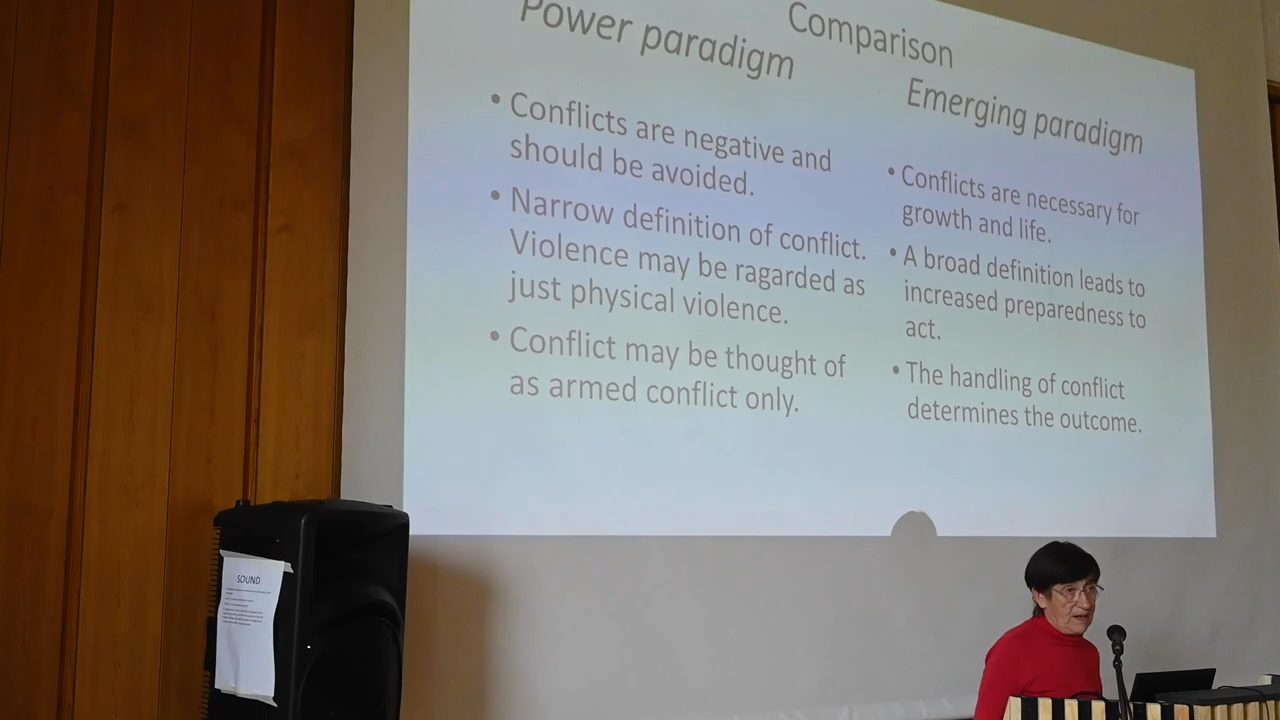 Comparison
Power paradigm
• Conflicts are negative and
should be avoided.
• Narrow definition of conflict.
Violence may be ragarded as
just physical violence.
• Conflict may be thought of
as armed conflict only.
Emerging paradigm
• Conflicts are necessary for
growth and life.
• A broad definition leads to
increased preparedness to
act.
• The handling of conflict
determines the outcome.
SOUND